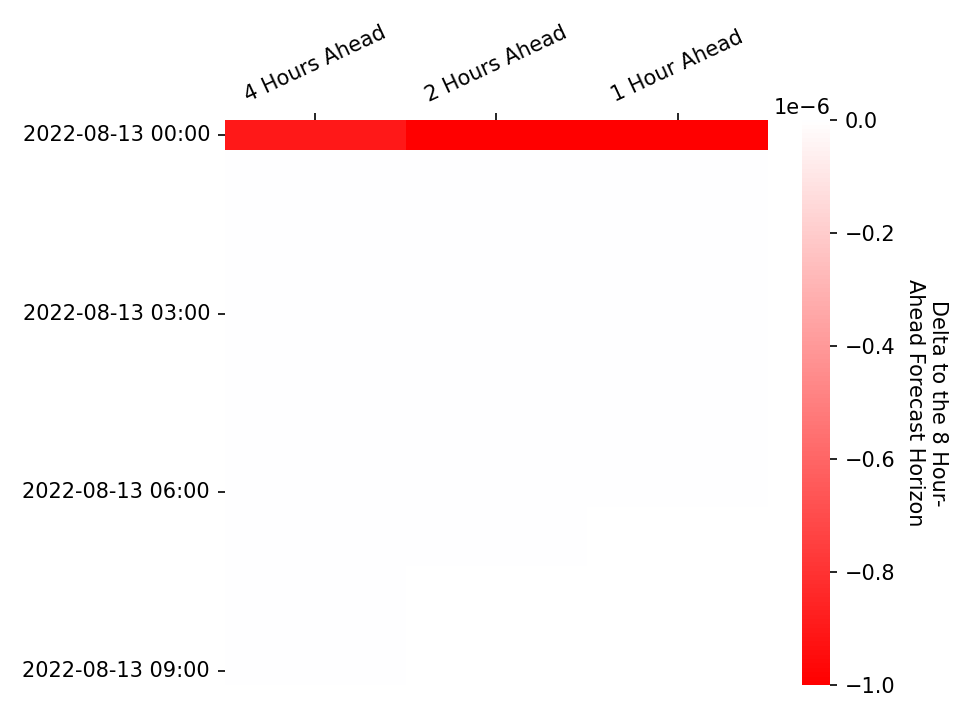 4 Hours Ahead
2 Hours Ahead
1 Hour Ahead
1e−6
2022-08-13 00:00
2022-08-13 03:00
2022-08-13 06:00
2022-08-13 09:00
0.0
−0.2
−0.4
−0.6
−0.8
−1.0
Delta to the 8 Hour-
Ahead Forecast Horizon